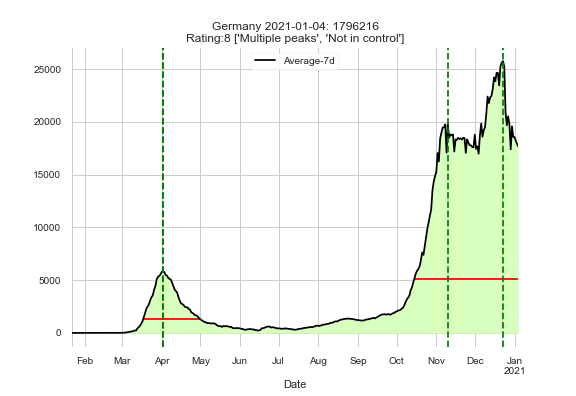 Germany 2021-01-04: 1796216
Rating:8 ['Multiple peaks', 'Not in control']
Average-7d
25000
20000
15000
10000
5000
0
Feb Mar Apr May Jun Jul Aug Sep Oct Nov Dec Jan
2021
Date